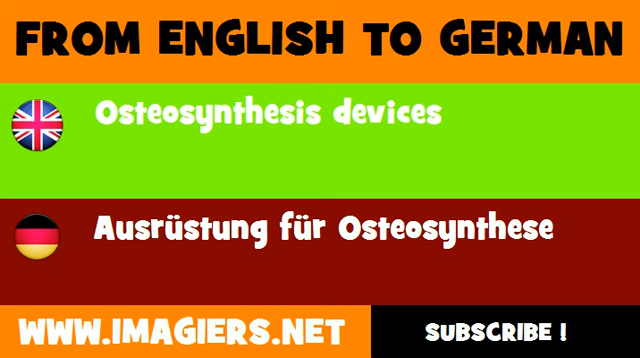 FROM ENGLISH TO GERMAN
Osteosynthesis devices
Ausrüstung für Osteosynthese
WWW.IMAGIERS.NET
SUBSCRIBE !